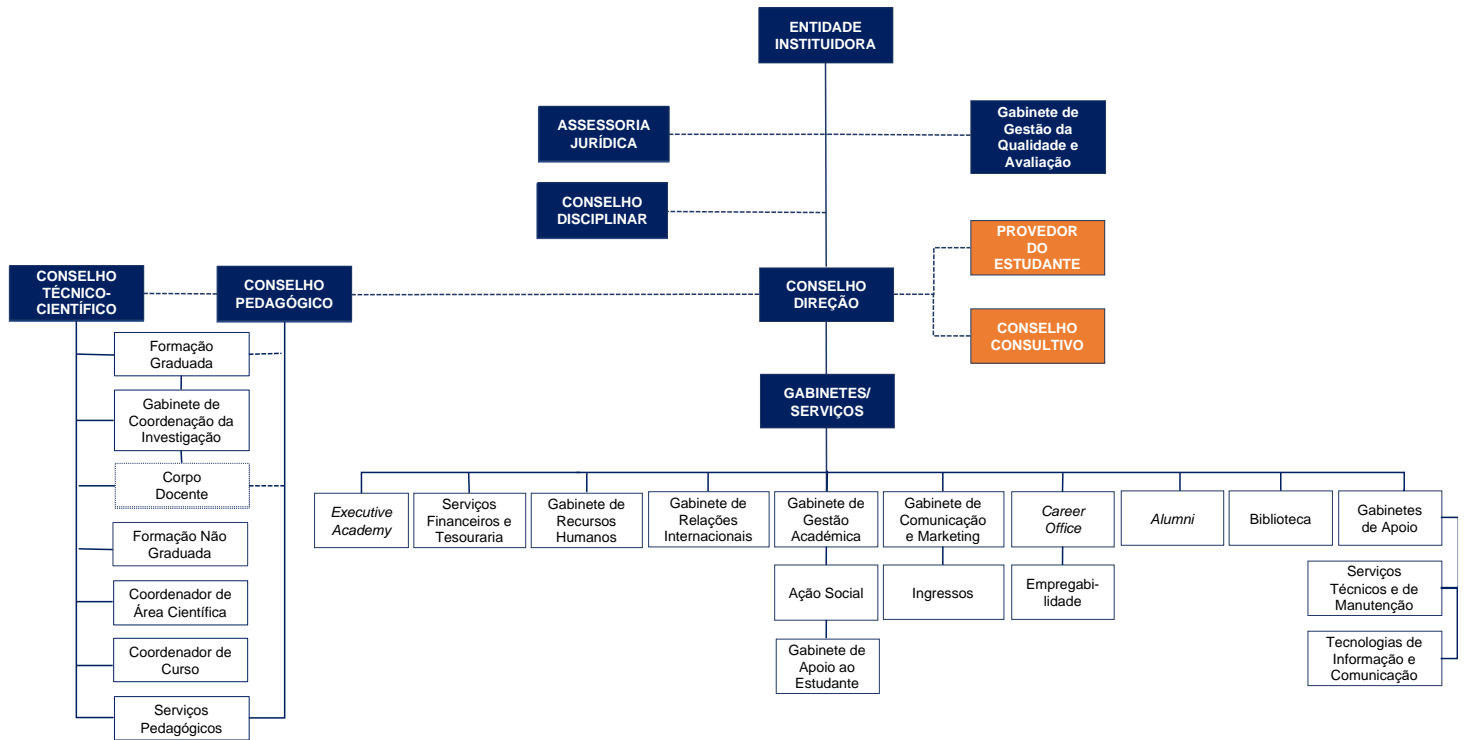 ENTIDADE
INSTITUIDORA
ASSESSORIA
JURÍDICA
Gabinete de
Gestão da
Qualidade e
Avaliação
CONSELHO
DISCIPLINAR
PROVEDOR
DO
ESTUDANTE
CONSELHO
TÉCNICO-
CIENTÍFICO
CONSELHO
PEDAGÓGICO
CONSELHO
DIREÇÃO
CONSELHO
CONSULTIVO
GABINETES/
SERVIÇOS
Formação
Graduada
Gabinete de
Coordenação da
Investigação
Corpo
Docente
Formação Não
Graduada
Coordenador de
Área Científica
Coordenador de
Curso
Serviços
Pedagógicos
Executive
Academy
Serviços
Financeiros e
Tesouraria
Gabinete de
Recursos
Humanos
Gabinete de
Relações
Internacionais
Gabinete de
Gestão
Académica
Gabinete de
Comunicação
e Marketing
Career
Office
Alumni
Biblioteca
Gabinetes
de Apoio
Ação Social
Ingressos
Empregabi-
lidade
Serviços
Técnicos e de
Manutenção
Gabinete de
Apoio ao
Estudante
Tecnologias de
Informação e
Comunicação